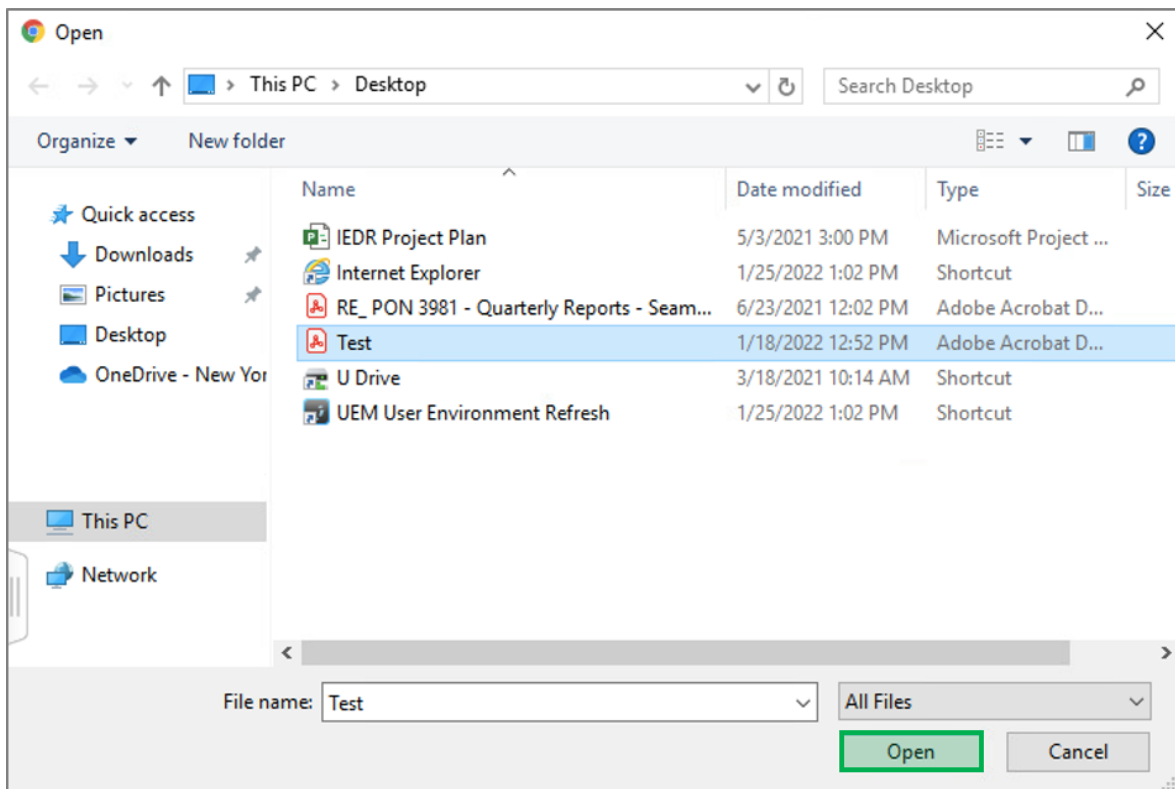 Open
This PC > Desktop
Search Desktop
Organize
New folder
?
Name
Date modified
Type
Size
Quick access
Downloads
Pictures
Desktop
OneDrive - New Yor
This PC
Network
IEDR Project Plan 5/3/2021 3:00 PM Microsoft Project ...
Internet Explorer 1/25/2022 1:02 PM Shortcut
RE_ PON 3981 - Quarterly Reports - Seam... 6/23/2021 12:02 PM Adobe Acrobat D...
Test 1/18/2022 12:52 PM Adobe Acrobat D...
U Drive 3/18/2021 10:14 AM Shortcut
UEM User Environment Refresh 1/25/2022 1:02 PM Shortcut
File name: Test
All Files
Open
Cancel